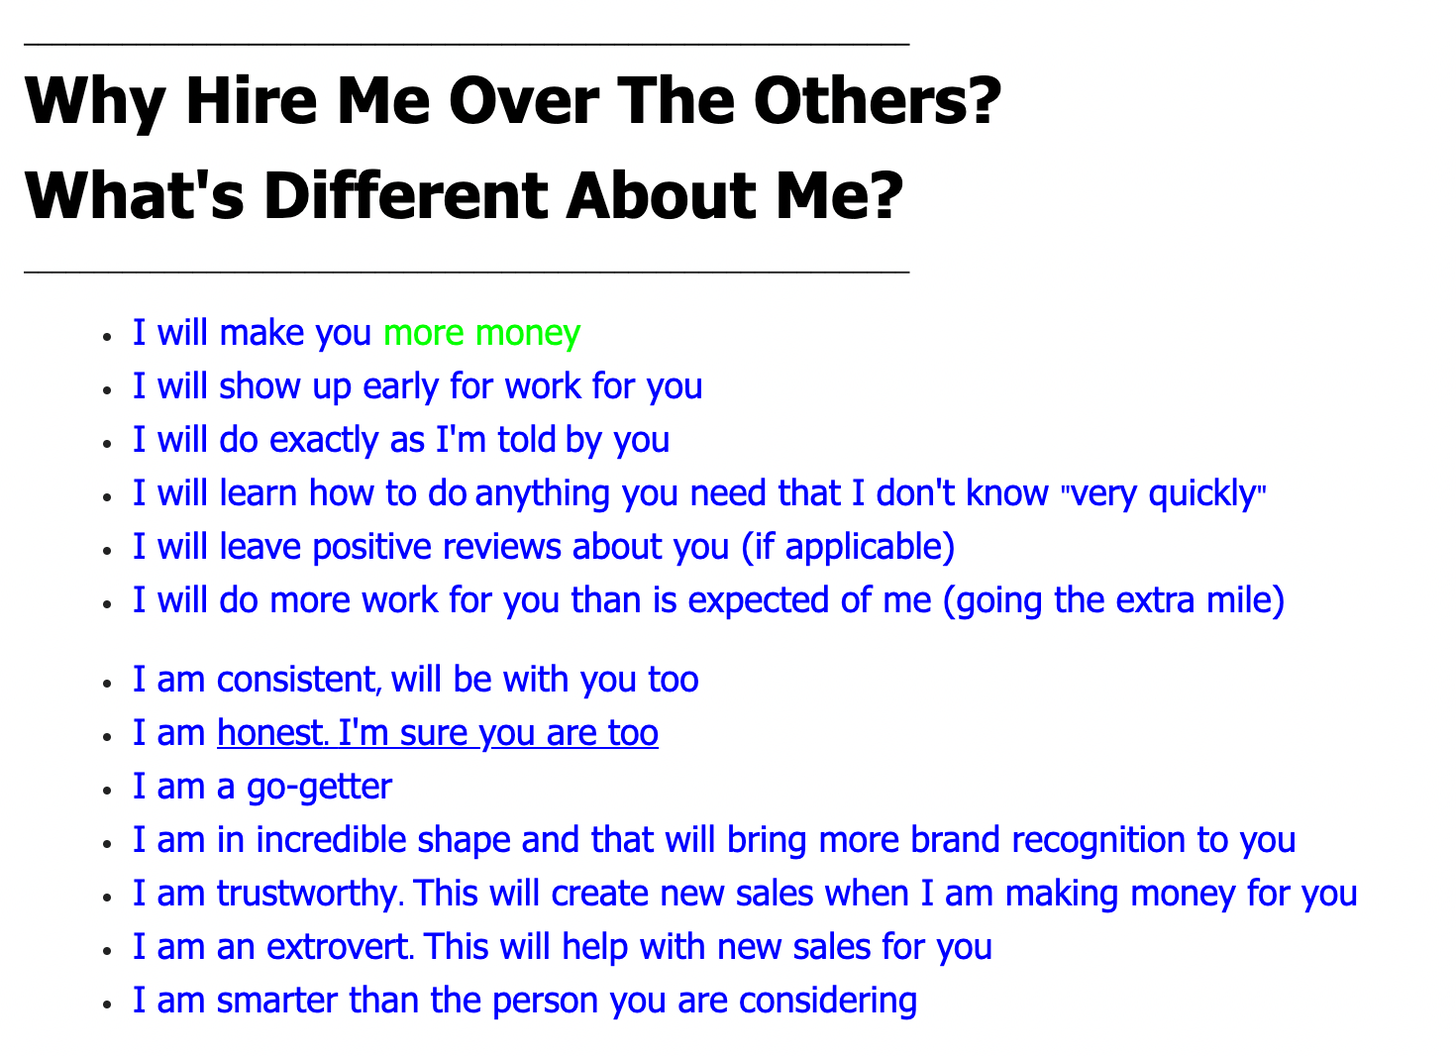 Why Hire Me Over The Others?
What's Different About Me?
• I will make you more money
• I will show up early for work for you
• I will do exactly as I'm told by you
• I will learn how to do anything you need that I don't know "very quickly"
• I will leave positive reviews about you (if applicable)
• I will do more work for you than is expected of me (going the extra mile)
• I am consistent, will be with you too
• I am honest. I'm sure you are too
• I am a go-getter
• I am in incredible shape and that will bring more brand recognition to you
• I am trustworthy. This will create new sales when I am making money for you
• I am an extrovert. This will help with new sales for you
• I am smarter than the person you are considering